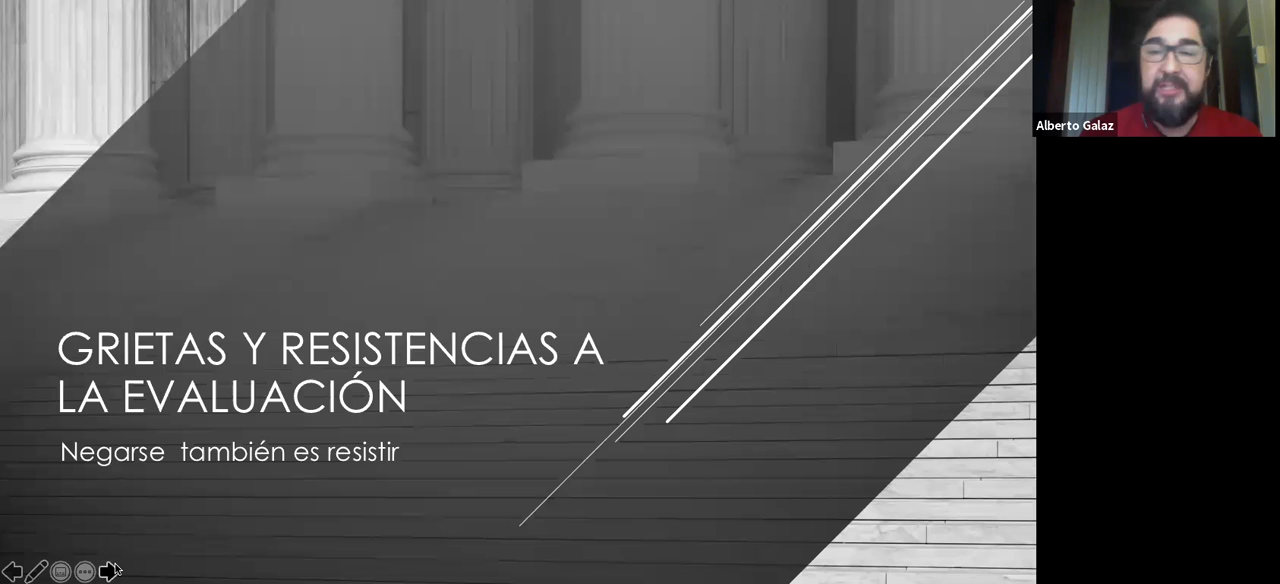 Alberto Galaz
GRIETAS Y RESISTENCIAS A
LA EVALUACIÓN
Negarse también es resistir